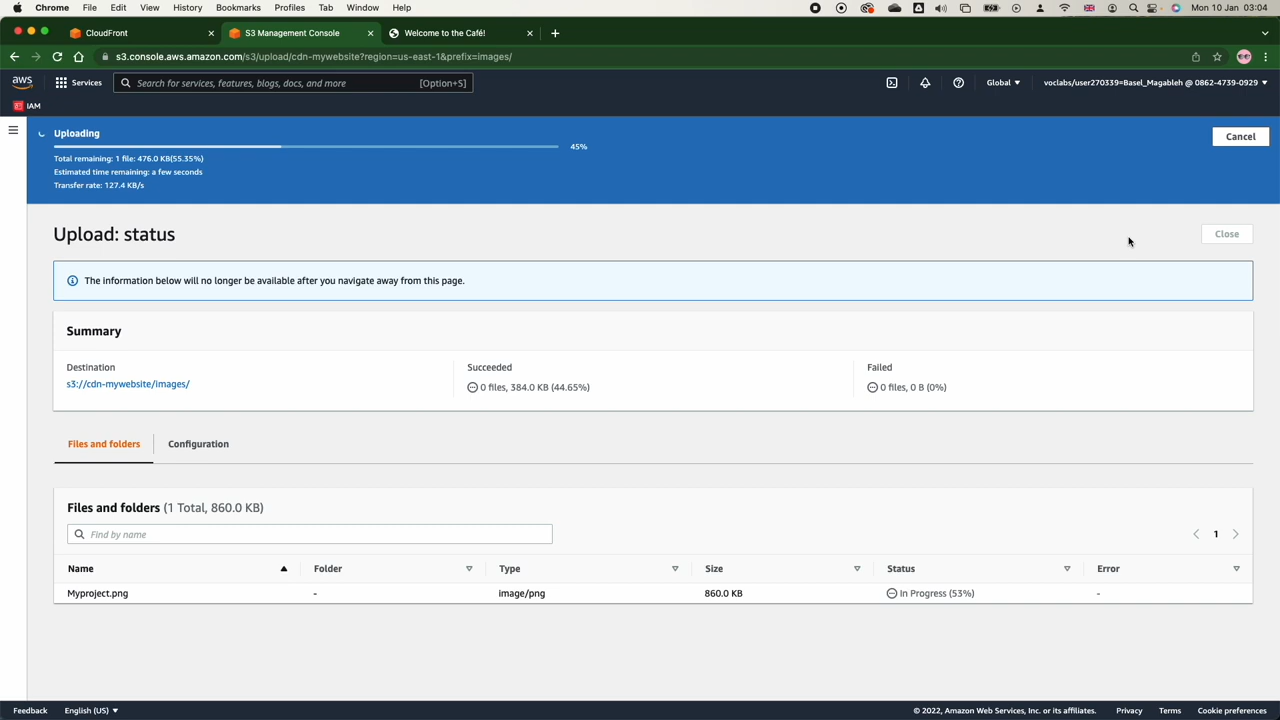 Chrome File Edit View History Bookmarks Profiles Tab Window Help Mon 10 Jan 03:04
CloudFront S3 Management Console Welcome to the Café!
s3.console.aws.amazon.com/s3/upload/cdn-mywebsite?region=us-east-1&prefix=images/
aws Services Search for services, features, blogs, docs, and more [Option+S] Global voclabs/user270339=Basel_Magableh @ 0862-4739-0929
IAM
Uploading
45%
Cancel
Total remaining: 1 file: 476.0 KB(55.35%)
Estimated time remaining: a few seconds
Transfer rate: 127.4 KB/s
Upload: status
Close
The information below will no longer be available after you navigate away from this page.
Summary
Destination Succeeded Failed
s3://cdn-mywebsite/images/ 0 files, 384.0 KB (44.65%) 0 files, 0 B (0%)
Files and folders Configuration
Files and folders (1 Total, 860.0 KB)
Find by name 1
Name Folder Type Size Status Error
Myproject.png - image/png 860.0 KB In Progress (53%) -
Feedback English (US) © 2022, Amazon Web Services, Inc. or its affiliates. Privacy Terms Cookie preferences